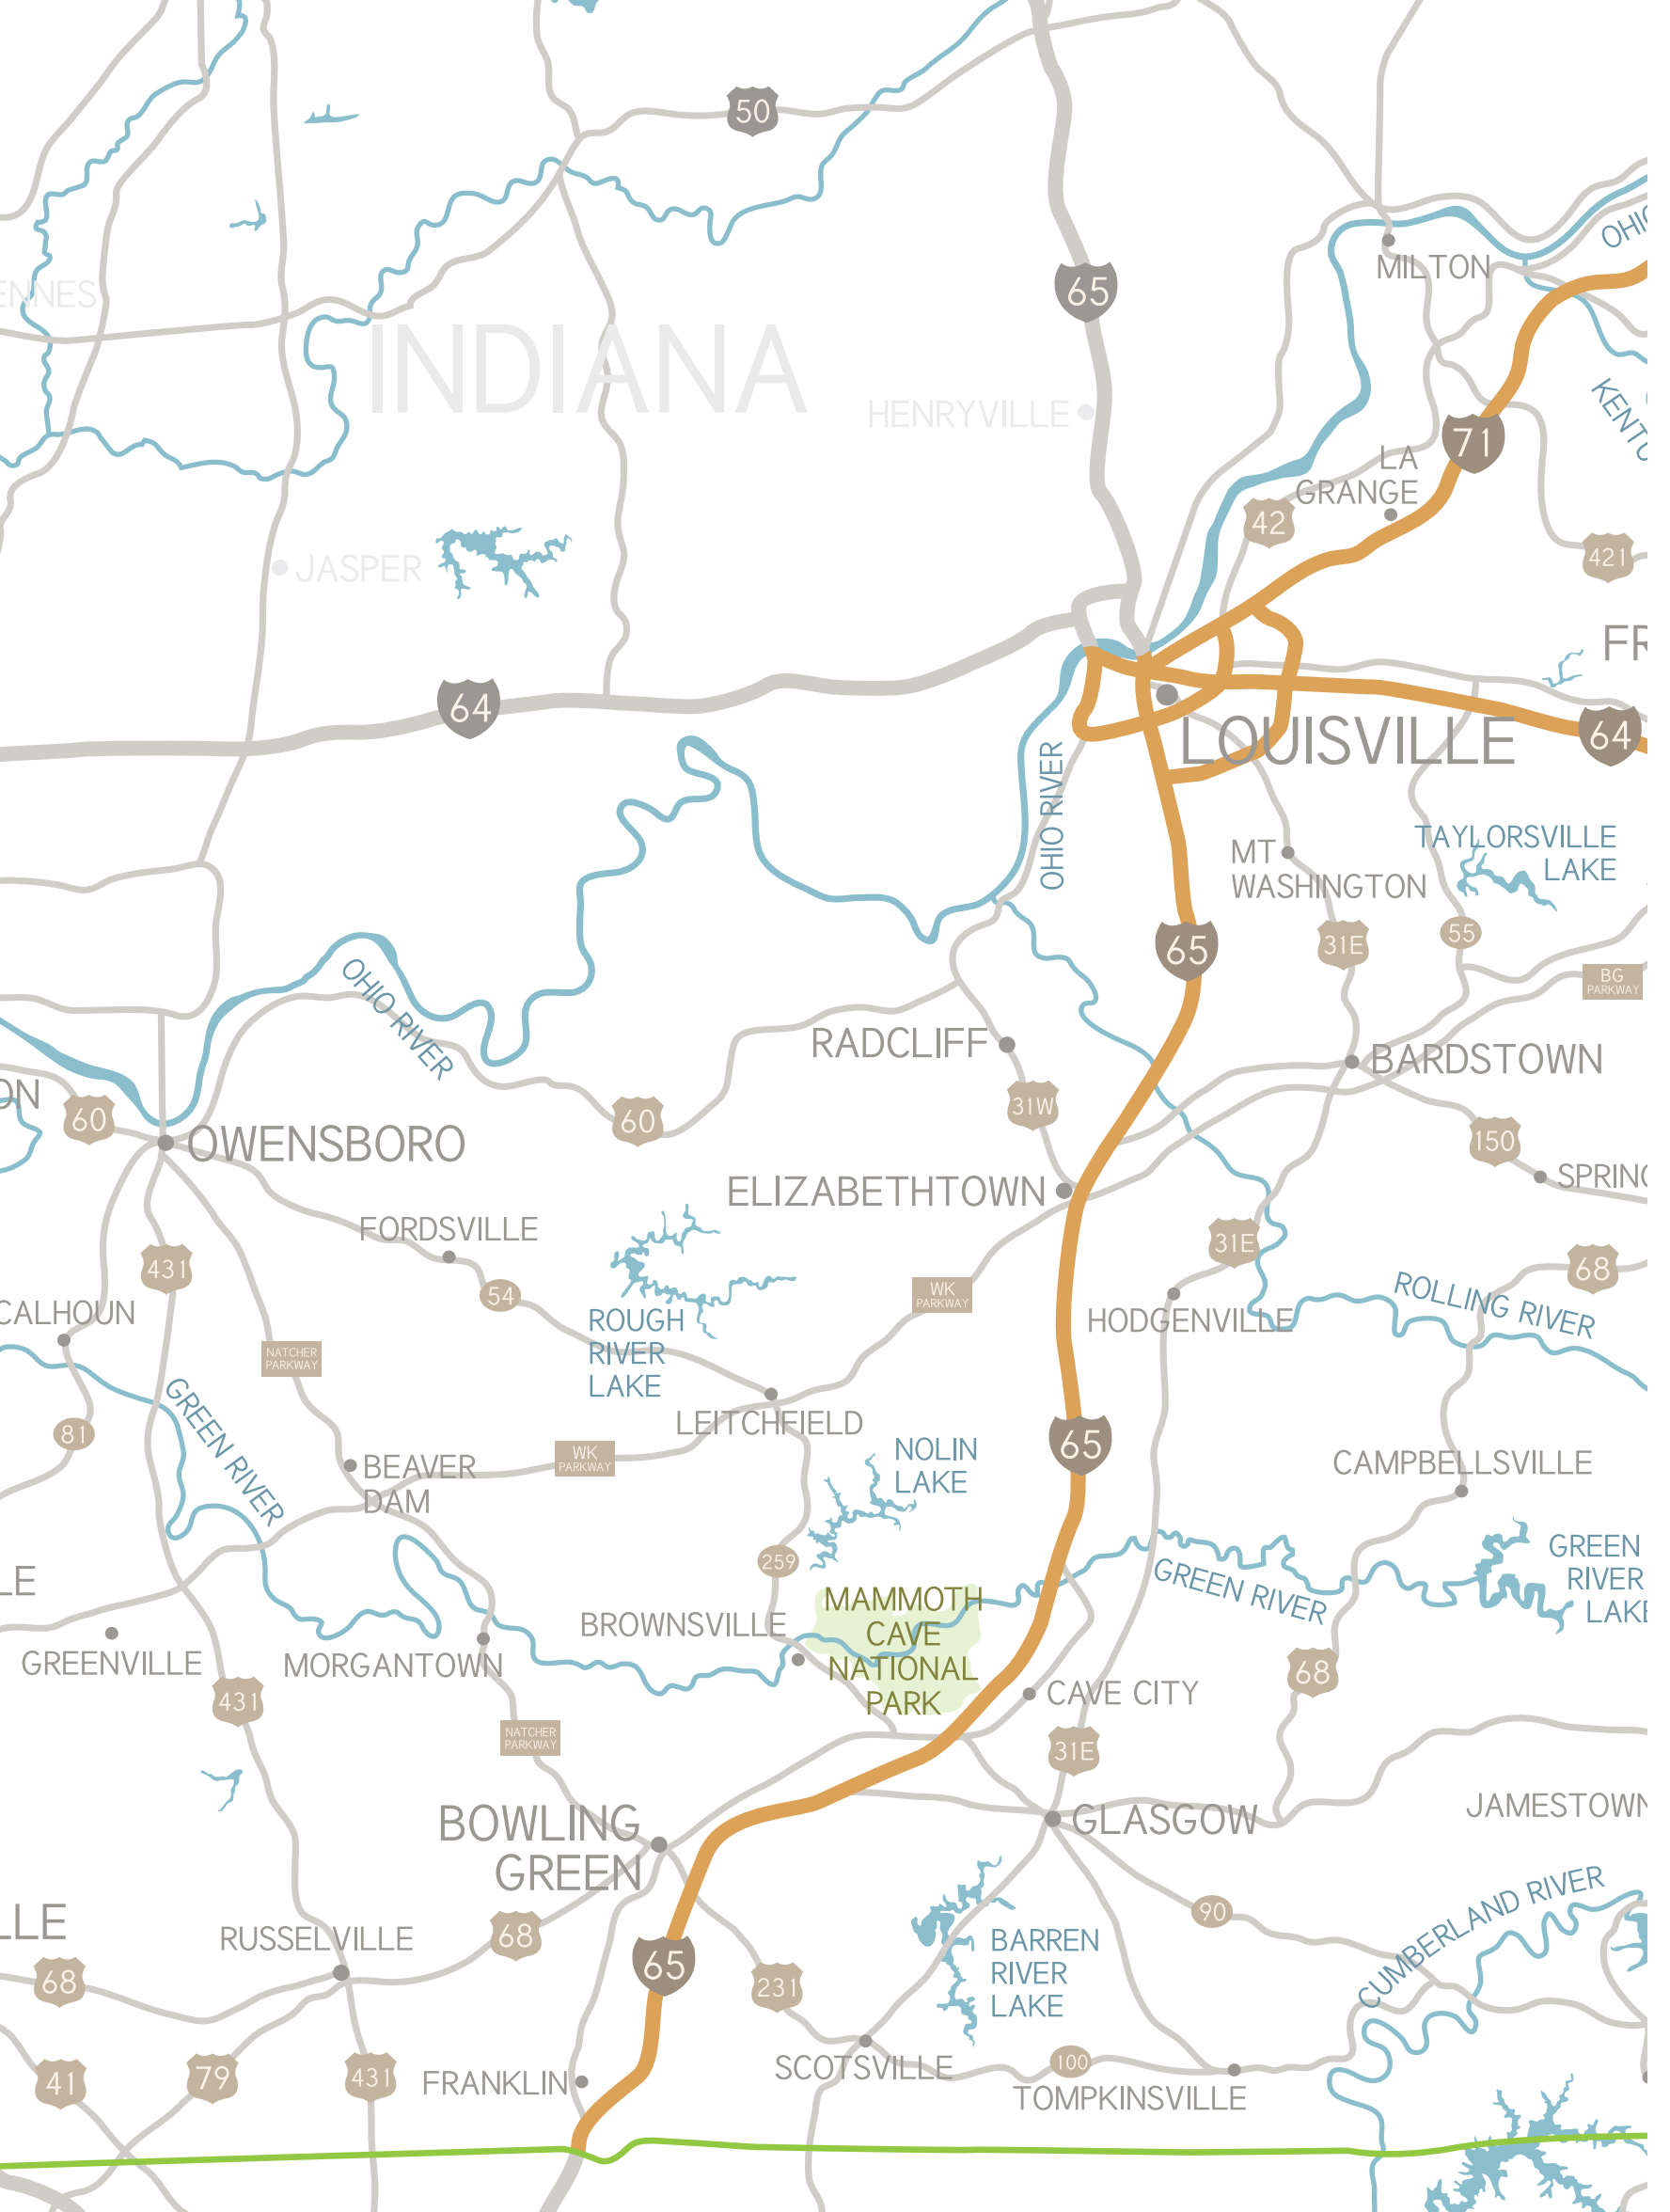 50
OHIO
MILTON
65
ENNES
INDIANA
HENRYVILLE
71
LA
GRANGE
42
421
JASPER
64
LOUISVILLE
64
OHIO RIVER
TAYLORSVILLE
LAKE
MT
WASHINGTON
65
31E
55
BG
PARKWAY
OHIO RIVER
RADCLIFF
BARDSTOWN
31W
60
60
150
OWENSBORO
ELIZABETHTOWN
FORDSVILLE
31E
431
68
54
WK
PARKWAY
ROLLING RIVER
CALHOUN
ROUGH
RIVER
LAKE
HODGENVILLE
NATCHER
PARKWAY
GREEN RIVER
LEITCHFIELD
81
65
NOLIN
LAKE
WK
PARKWAY
BEAVER
DAM
CAMPBELLSVILLE
259
GREEN
RIVER
LAKE
GREEN RIVER
MAMMOTH
CAVE
NATIONAL
PARK
BROWNSVILLE
GREENVILLE
MORGANTOWN
68
431
CAVE CITY
NATCHER
PARKWAY
31E
JAMESTOWN
BOWLING
GREEN
GLASGOW
CUMBERLAND RIVER
90
RUSSELVILLE
68
BARREN
RIVER
LAKE
65
68
231
SCOTSVILLE
100
TOMPKINSVILLE
41
79
431
FRANKLIN